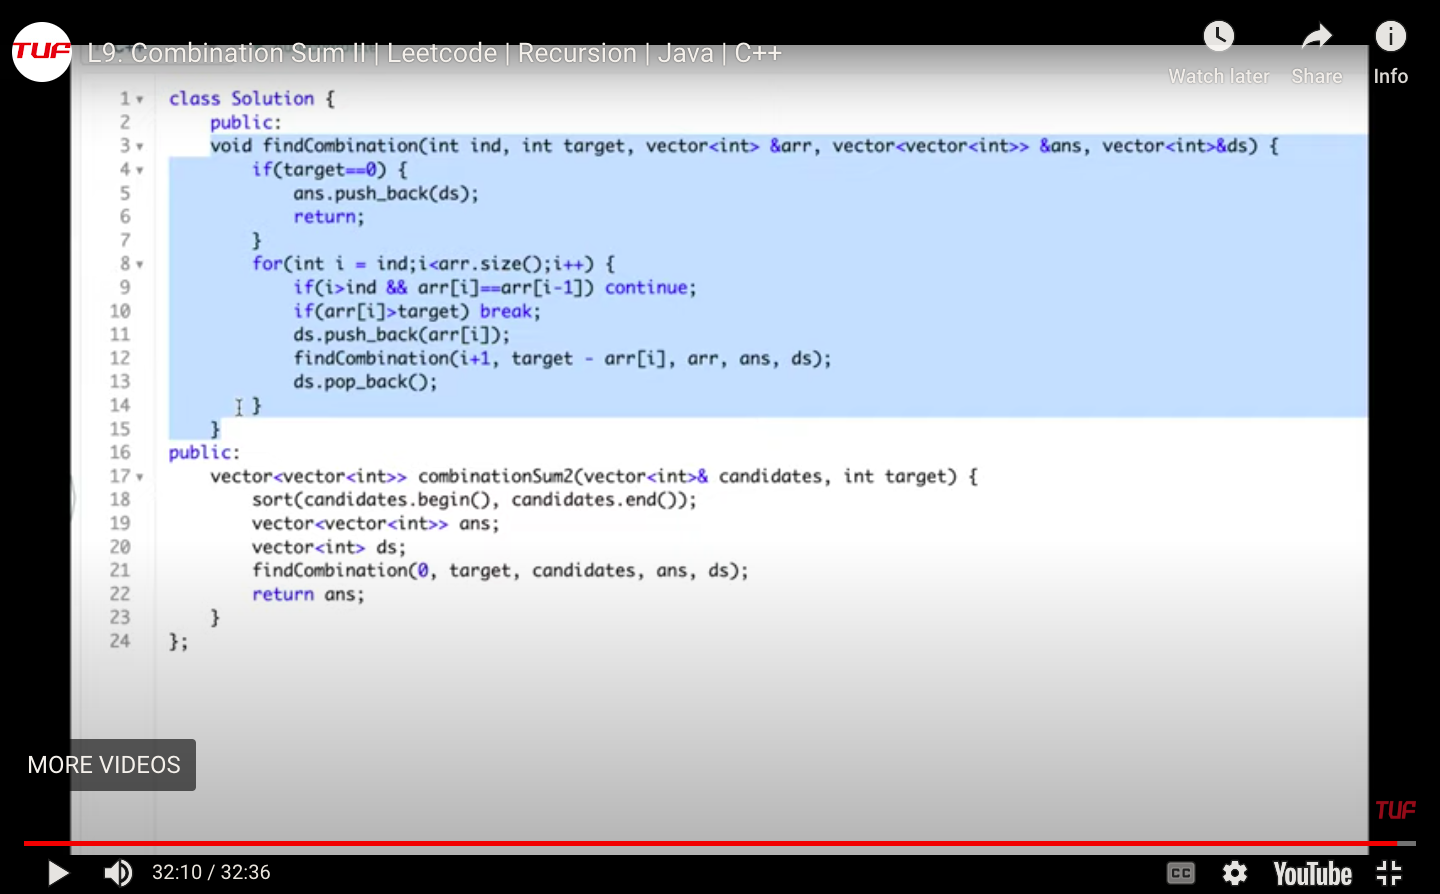 TUF L9. Combination Sum II | Leetcode | Recursion | Java | C++
Watch later Share Info
1 class Solution {
2     public:
3     void findCombination(int ind, int target, vector<int> &arr, vector<vector<int>> &ans, vector<int>&ds) {
4         if(target==0) {
5             ans.push_back(ds);
6             return;
7         }
8         for(int i = ind;i<arr.size();i++) {
9             if(i>ind && arr[i]==arr[i-1]) continue;
10             if(arr[i]>target) break;
11             ds.push_back(arr[i]);
12             findCombination(i+1, target - arr[i], arr, ans, ds);
13             ds.pop_back();
14         }
15     }
16 public:
17     vector<vector<int>> combinationSum2(vector<int>& candidates, int target) {
18         sort(candidates.begin(), candidates.end());
19         vector<vector<int>> ans;
20         vector<int> ds;
21         findCombination(0, target, candidates, ans, ds);
22         return ans;
23     }
24 };
MORE VIDEOS
TUF
32:10 / 32:36 CC YouTube